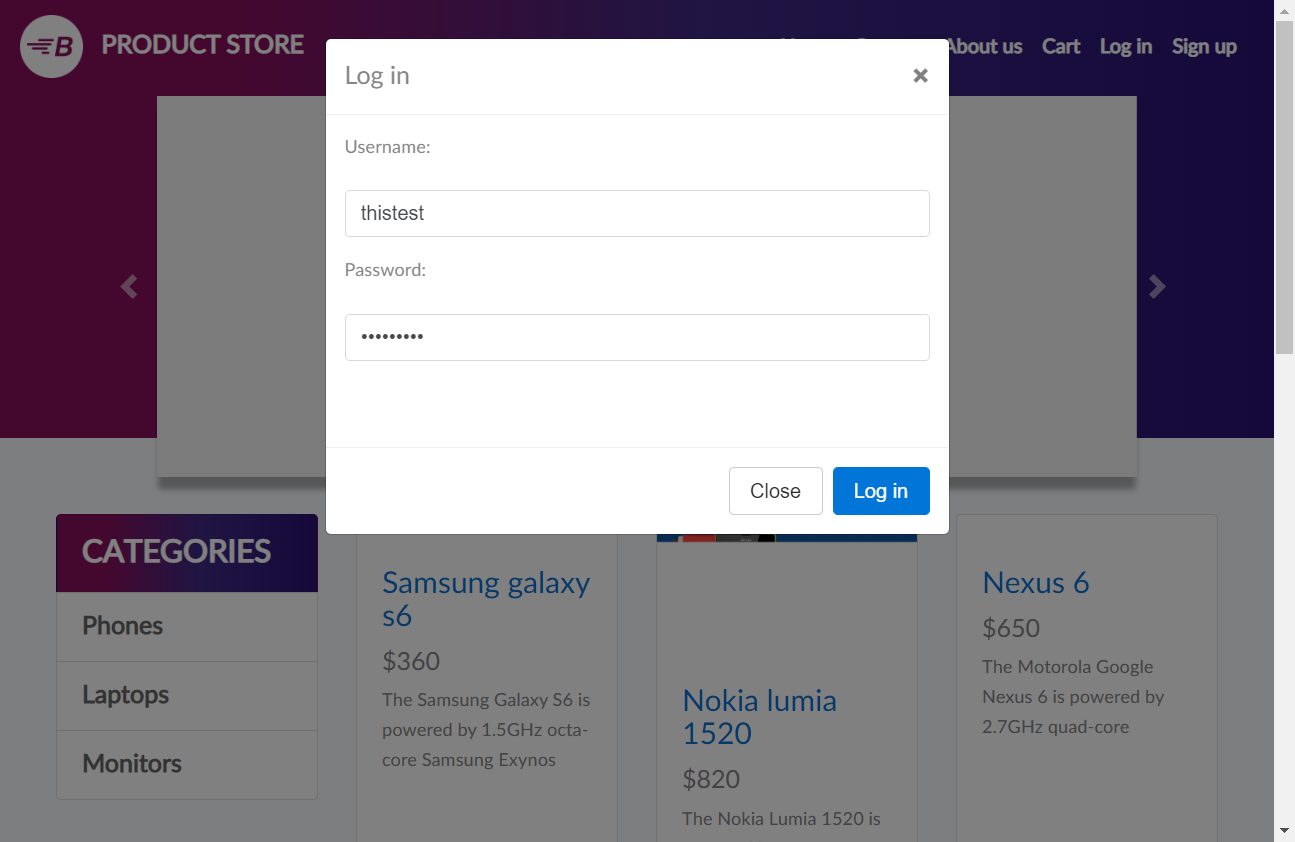 B PRODUCT STORE
About us Cart Log in Sign up
Log in
Username:
thistest
Password:
•••••••••
Close Log in
CATEGORIES
Phones
Laptops
Monitors
Samsung galaxy
s6
$360
The Samsung Galaxy S6 is
powered by 1.5GHz octa-
core Samsung Exynos
Nokia lumia
1520
$820
The Nokia Lumia 1520 is
Nexus 6
$650
The Motorola Google
Nexus 6 is powered by
2.7GHz quad-core